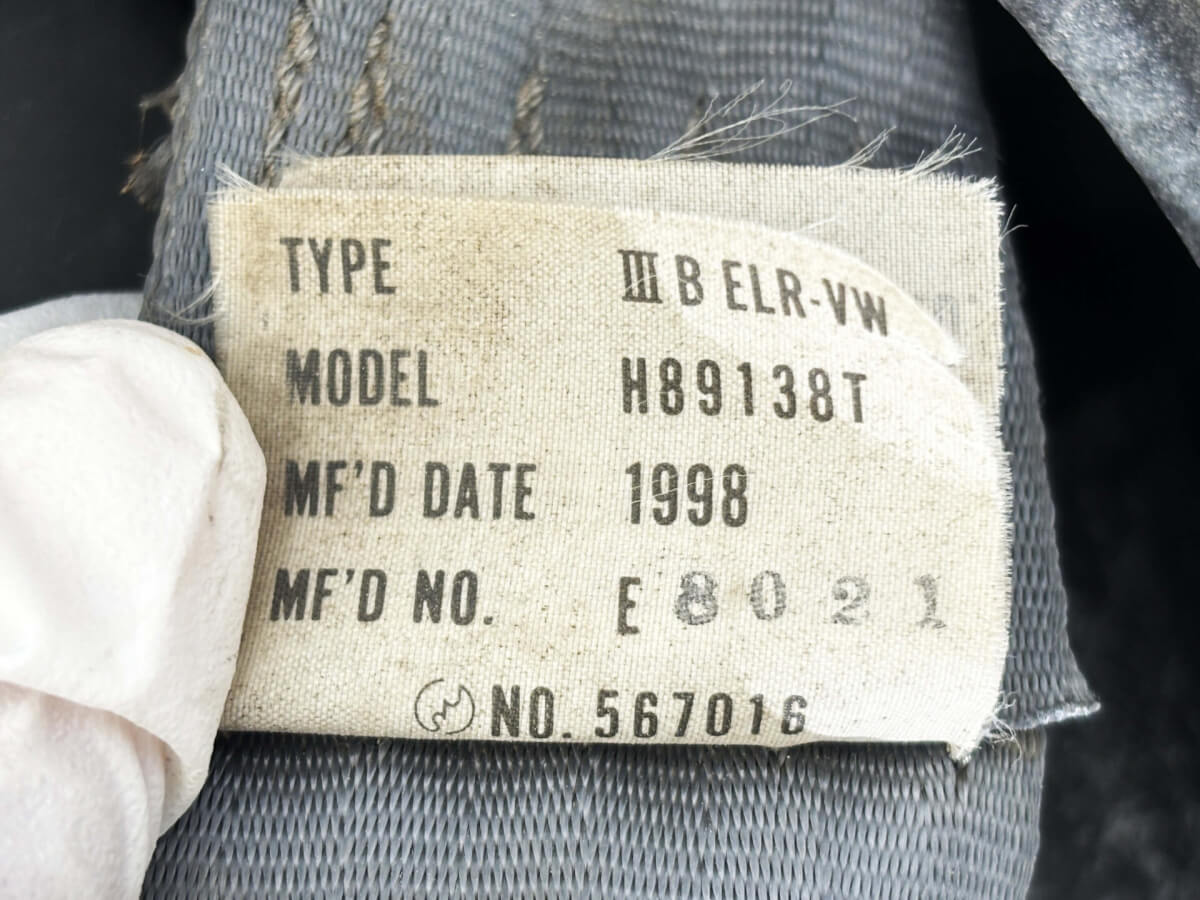 TYPE Ⅲ B ELR-VW
MODEL H89138T
MF'D DATE 1998
MF'D NO. E 8021
NO. 567016